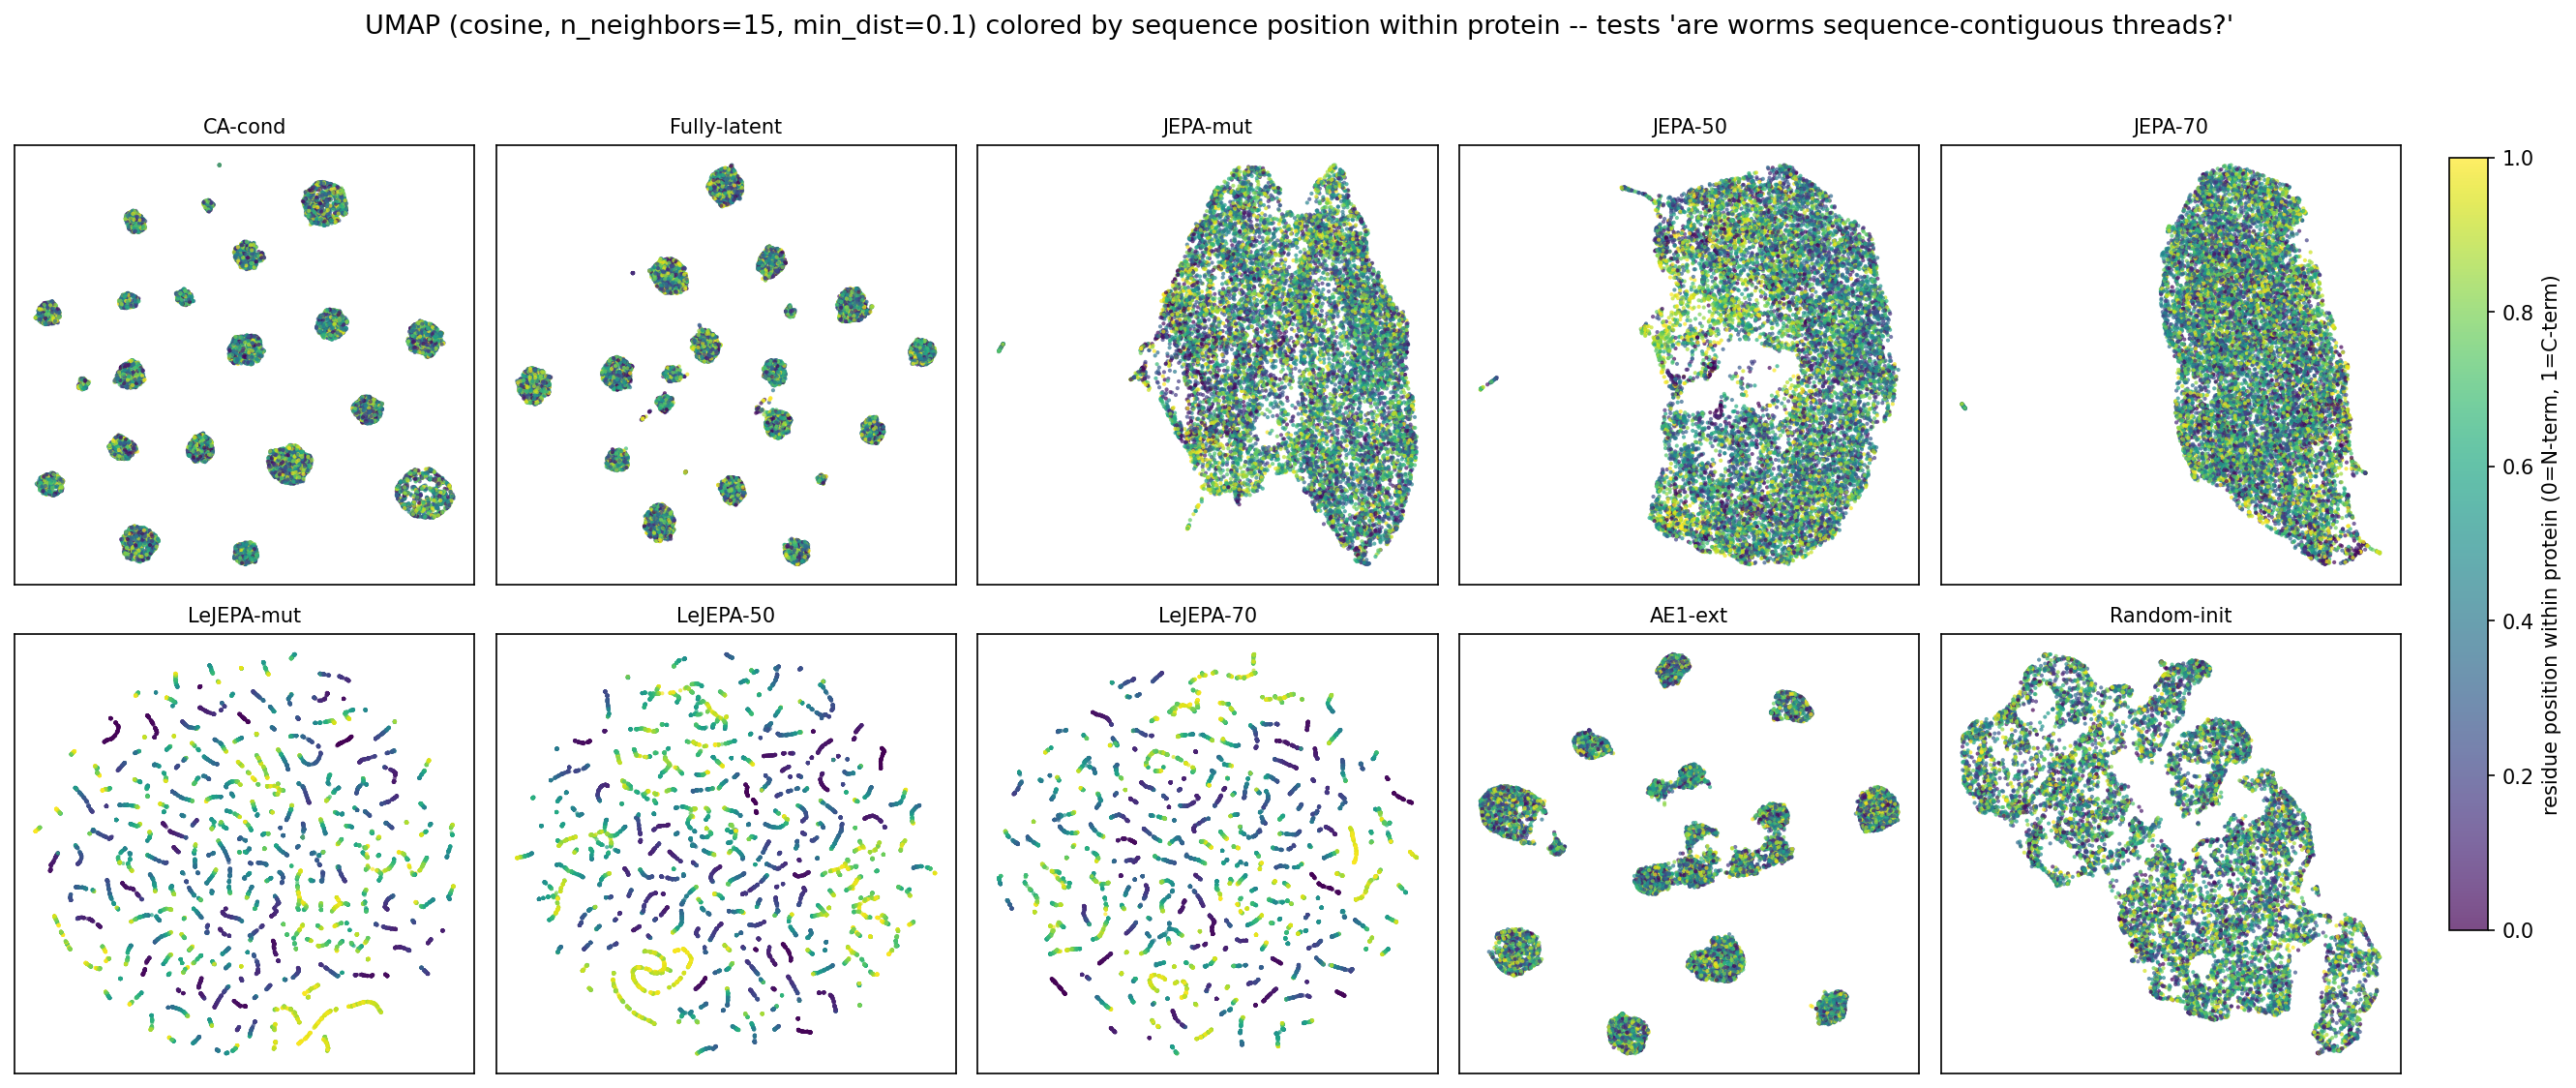 UMAP (cosine, n_neighbors=15, min_dist=0.1) colored by sequence position within protein -- tests 'are worms sequence-contiguous threads?'
CA-cond
Fully-latent
JEPA-mut
JEPA-50
JEPA-70
LeJEPA-mut
LeJEPA-50
LeJEPA-70
AE1-ext
Random-init
1.0
0.8
0.6
0.4
0.2
0.0
residue position within protein (0=N-term, 1=C-term)